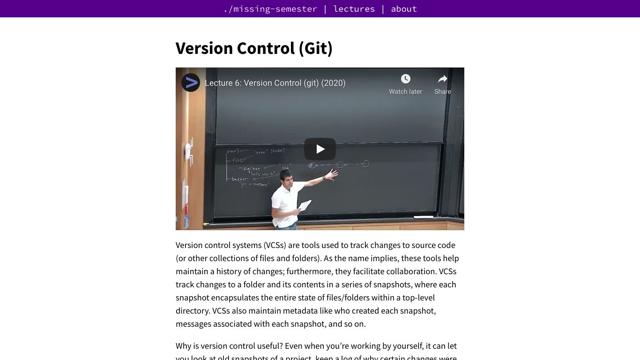 ./missing-semester | lectures | about
Version Control (Git)
Lecture 6: Version Control (git) (2020)
Watch later
Share
Version control systems (VCSs) are tools used to track changes to source code
(or other collections of files and folders). As the name implies, these tools help
maintain a history of changes; furthermore, they facilitate collaboration. VCSs
track changes to a folder and its contents in a series of snapshots, where each
snapshot encapsulates the entire state of files/folders within a top-level
directory. VCSs also maintain metadata like who created each snapshot,
messages associated with each snapshot, and so on.
Why is version control useful? Even when you're working by yourself, it can let
you look at old snapshots of a project, keep a log of why certain changes were